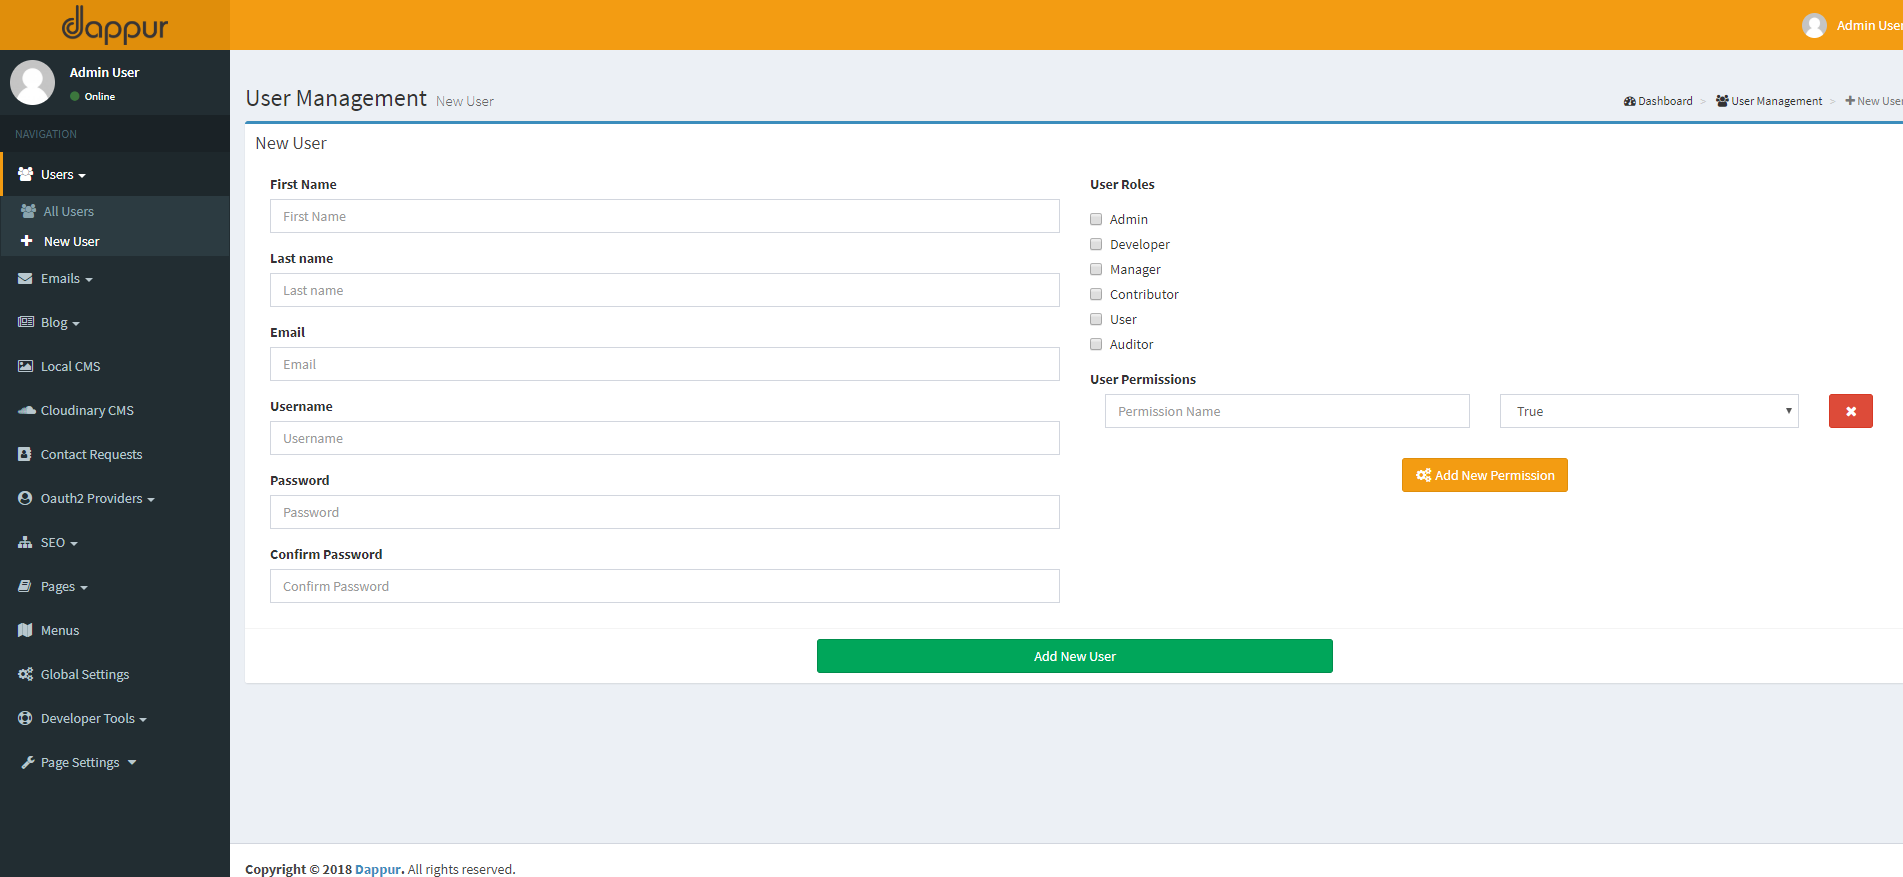 dappur
Admin User
Admin User
Online
NAVIGATION
Users
All Users
New User
Emails
Blog
Local CMS
Cloudinary CMS
Contact Requests
Oauth2 Providers
SEO
Pages
Menus
Global Settings
Developer Tools
Page Settings
User Management New User
Dashboard > User Management > New User
New User
First Name
First Name
Last name
Last name
Email
Email
Username
Username
Password
Password
Confirm Password
Confirm Password
User Roles
Admin
Developer
Manager
Contributor
User
Auditor
User Permissions
Permission Name True
Add New Permission
Add New User
Copyright © 2018 Dappur. All rights reserved.